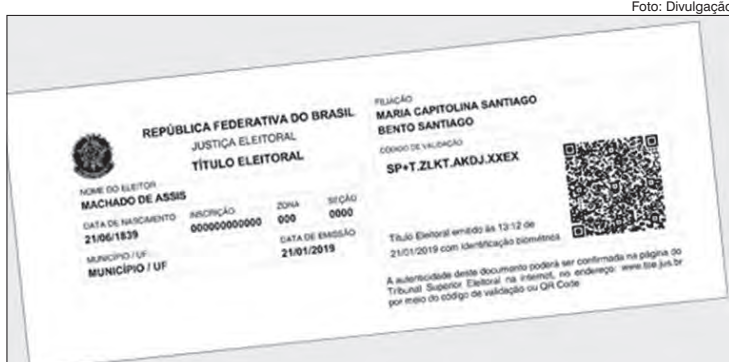 Foto: Divulgação
REPÚBLICA FEDERATIVA DO BRASIL
JUSTIÇA ELEITORAL
TÍTULO ELEITORAL
NOME DO ELEITOR
MACHADO DE ASSIS
DATA DE NASCIMENTO INSCRIÇÃO ZONA SEÇÃO
21/06/1839 000000000000 000 0000
MUNICÍPIO / UF DATA DE EMISSÃO
MUNICÍPIO / UF 21/01/2019
FILIAÇÃO
MARIA CAPITOLINA SANTIAGO
BENTO SANTIAGO
CÓDIGO DE VALIDAÇÃO
SP+T.ZLKT.AKDJ.XXEX
Título Eleitoral emitido às 13:12 de
21/01/2019 com identificação biométrica
A autenticidade deste documento poderá ser confirmada na página do
Tribunal Superior Eleitoral na internet, no endereço: www.tse.jus.br
por meio do código de validação ou QR Code